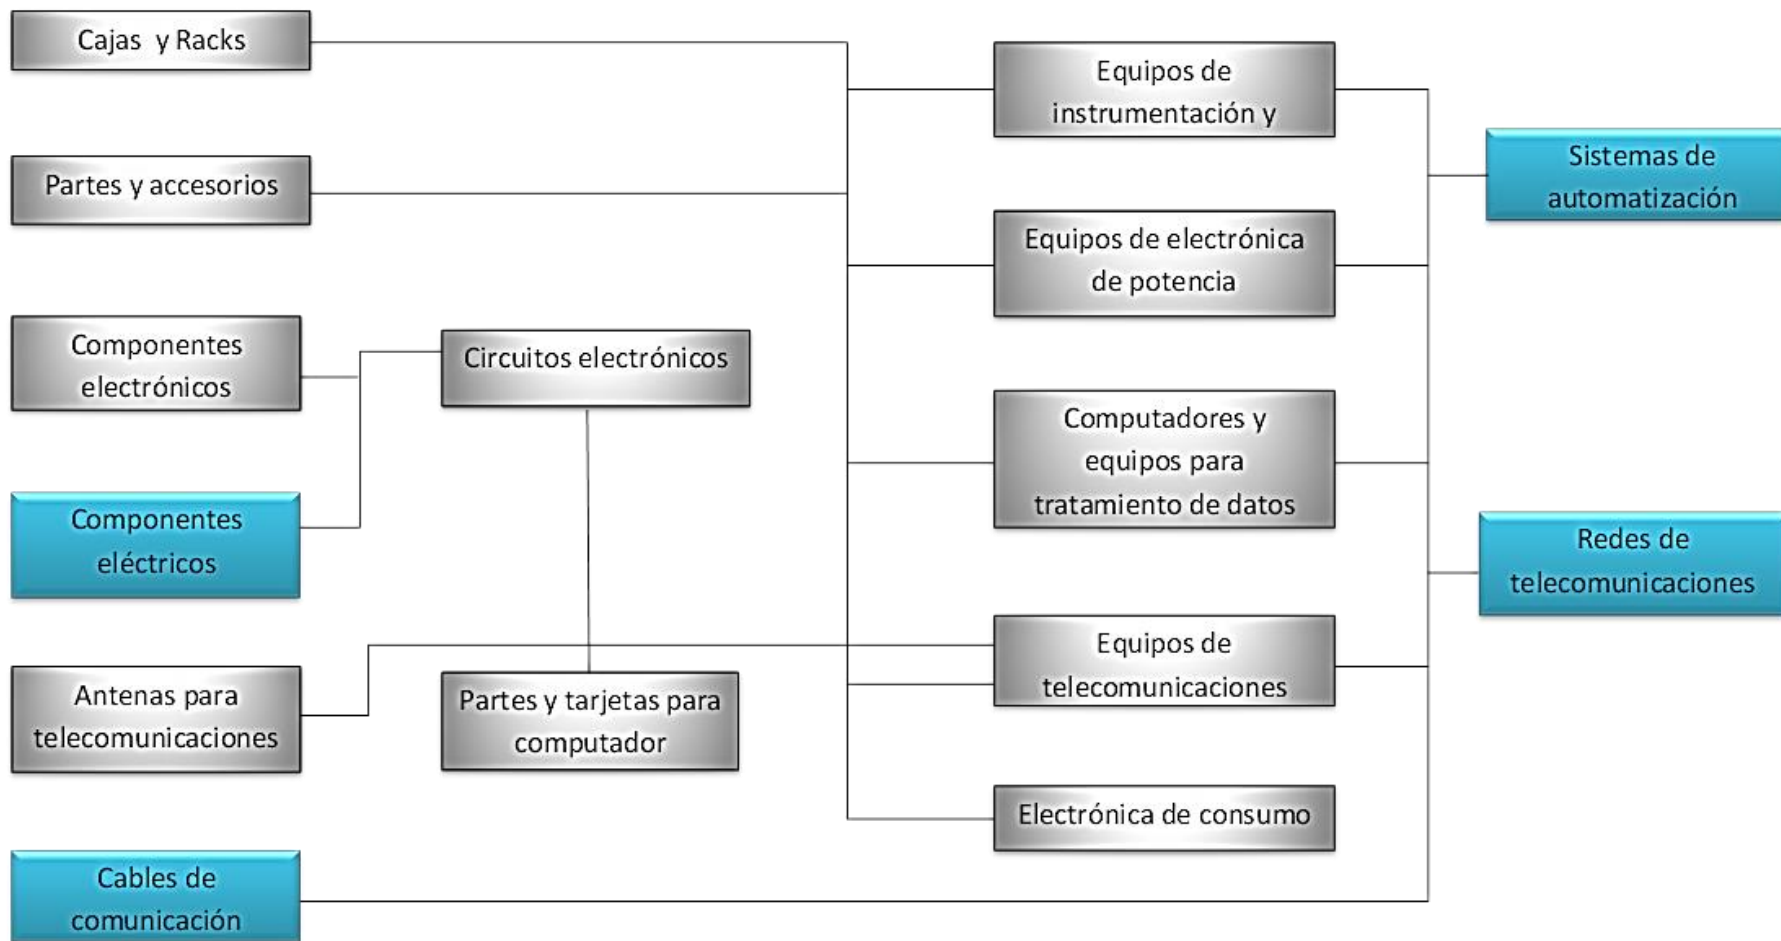 Cajas y Racks
Partes y accesorios
Componentes
electrónicos
Componentes
eléctricos
Antenas para
telecomunicaciones
Cables de
comunicación
Circuitos electrónicos
Partes y tarjetas para
computador
Equipos de
instrumentación y
Equipos de electrónica
de potencia
Computadores y
equipos para
tratamiento de datos
Equipos de
telecomunicaciones
Electrónica de consumo
Sistemas de
automatización
Redes de
telecomunicaciones